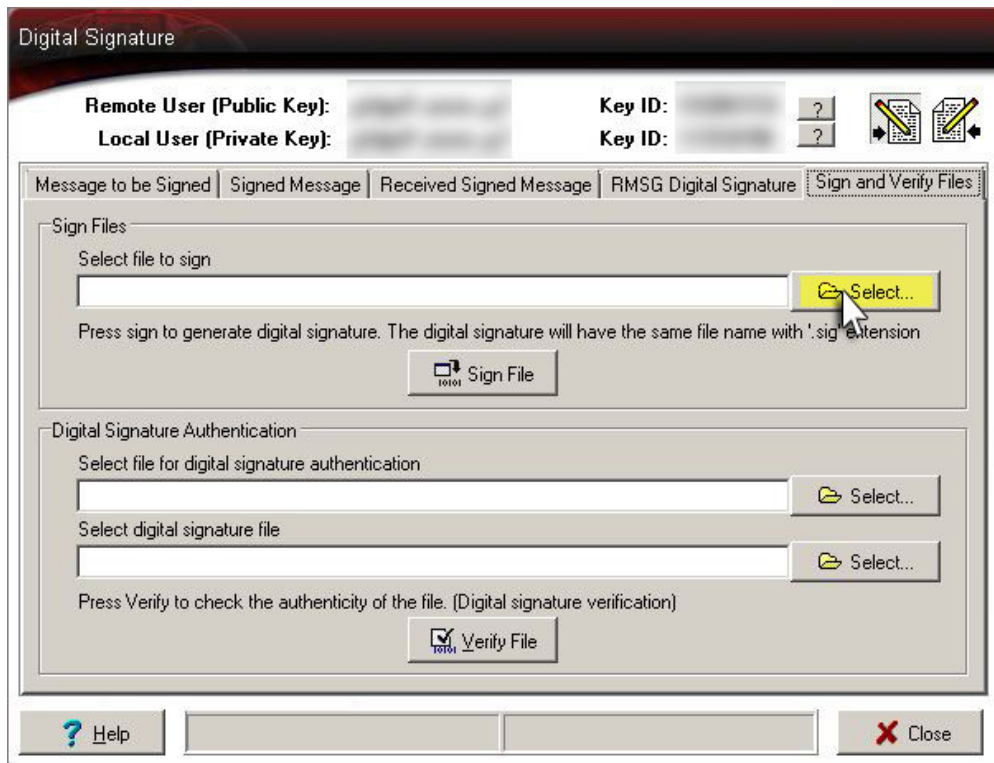 Digital Signature
Remote User (Public Key): Key ID: ?
Local User (Private Key): Key ID: ?
Message to be Signed Signed Message Received Signed Message RMSG Digital Signature Sign and Verify Files
Sign Files
Select file to sign
Select...
Press sign to generate digital signature. The digital signature will have the same file name with '.sig' extension
Sign File
Digital Signature Authentication
Select file for digital signature authentication
Select...
Select digital signature file
Select...
Press Verify to check the authenticity of the file. (Digital signature verification)
Verify File
? Help
Close